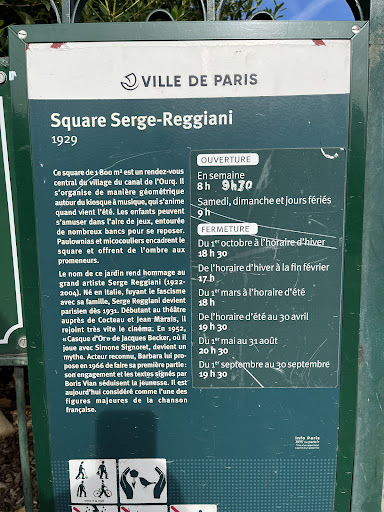 VILLE DE PARIS
Square Serge-Reggiani
1929
Ce square de 1 800 m² est un rendez-vous
central du village du canal de l'Ourq. Il
s'organise de manière géométrique
autour du kiosque à musique, qui s'anime
quand vient l'été. Les enfants peuvent
s'amuser dans l'aire de jeux, entourée
de nombreux bancs pour se reposer.
Paulownias et micocouliers encadrent le
square et offrent de l'ombre aux
promeneurs.
Le nom de ce jardin rend hommage au
grand artiste Serge Reggiani (1922-
2004). Né en Italie, fuyant le fascisme
avec sa famille, Serge Reggiani devient
parisien dès 1931. Débutant au théâtre
auprès de Cocteau et Jean Marais, il
rejoint très vite le cinéma. En 1952,
« Casque d'Or» de Jacques Becker, où il
joue avec Simone Signoret, devient un
mythe. Acteur reconnu, Barbara lui propo-
pose en 1966 de faire sa première partie :
son engagement et les textes signés par
Boris Vian séduisent la jeunesse. Il est
aujourd'hui considéré comme l'une des
figures majeures de la chanson
française.
OUVERTURE
En semaine
8 h 9h30
Samedi, dimanche et jours fériés
9 h
FERMETURE
Du 1er octobre à l'horaire d'hiver
18 h 30
De l'horaire d'hiver à la fin février
17 h
Du 1er mars à l'horaire d'été
18 h
De l'horaire d'été au 30 avril
19 h 30
Du 1er mai au 31 août
20 h 30
Du 1er septembre au 30 septembre
19 h 30
Info Paris